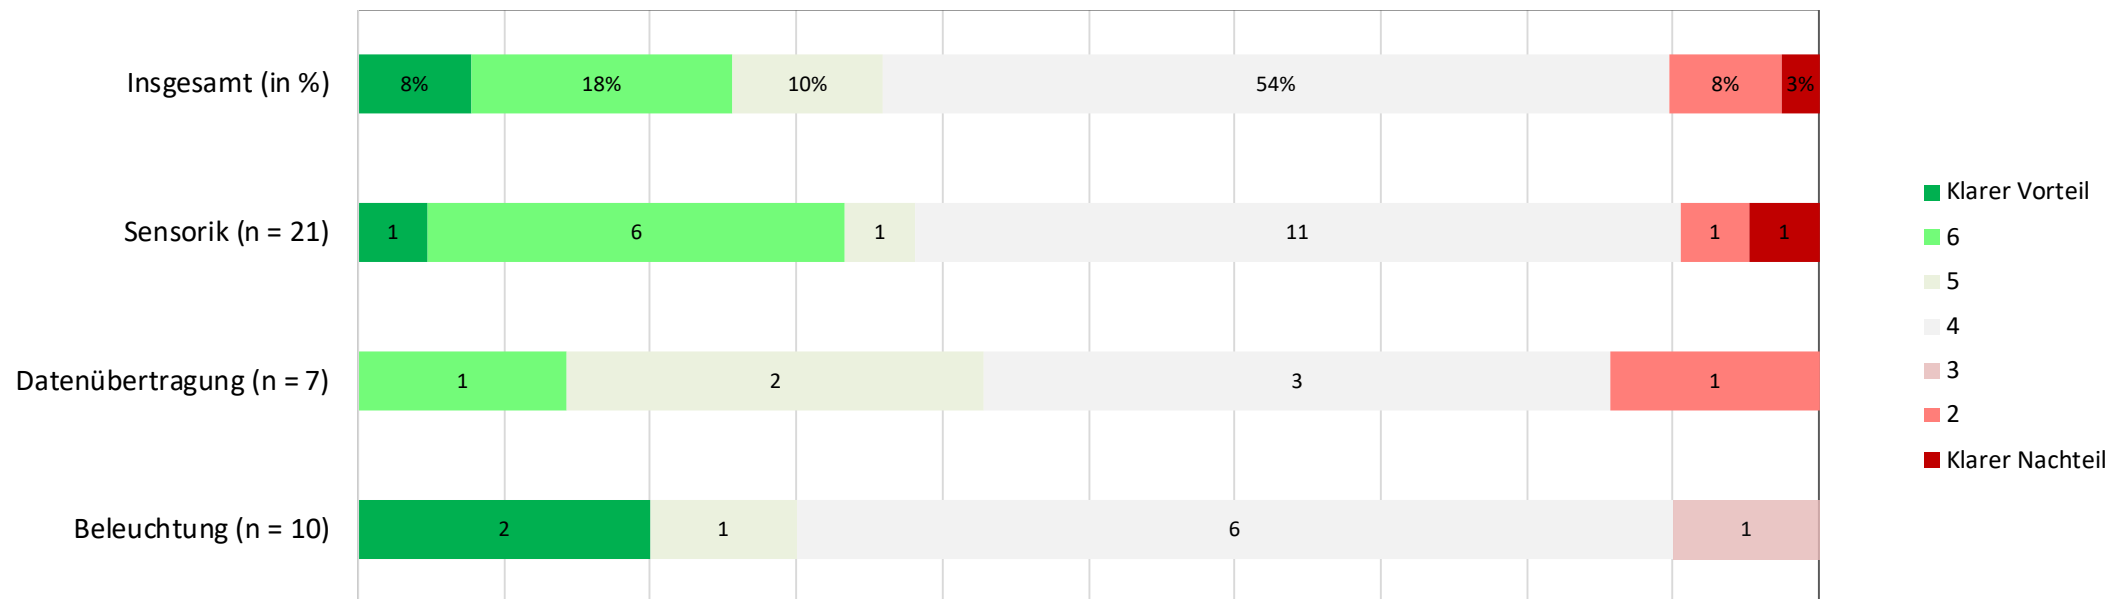 Insgesamt (in %)
8% 18% 10% 54% 8% 3%
Sensorik (n = 21)
1 6 1 11 1 1
Datenübertragung (n = 7)
1 2 3 1
Beleuchtung (n = 10)
2 1 6 1
Klarer Vorteil
6
5
4
3
2
Klarer Nachteil